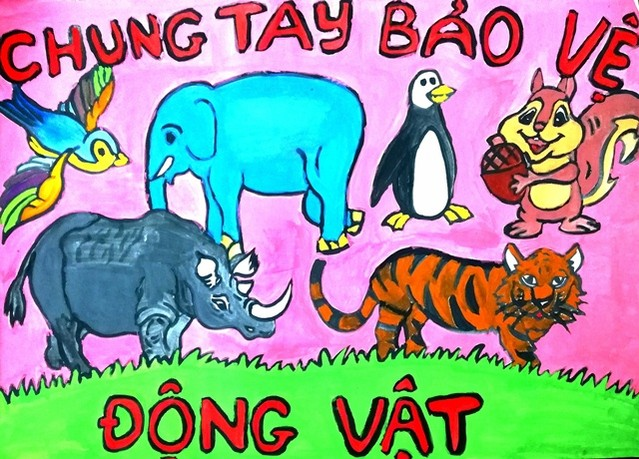 CHUNG TAY BẢO VỆ
ĐỘNG VẬT